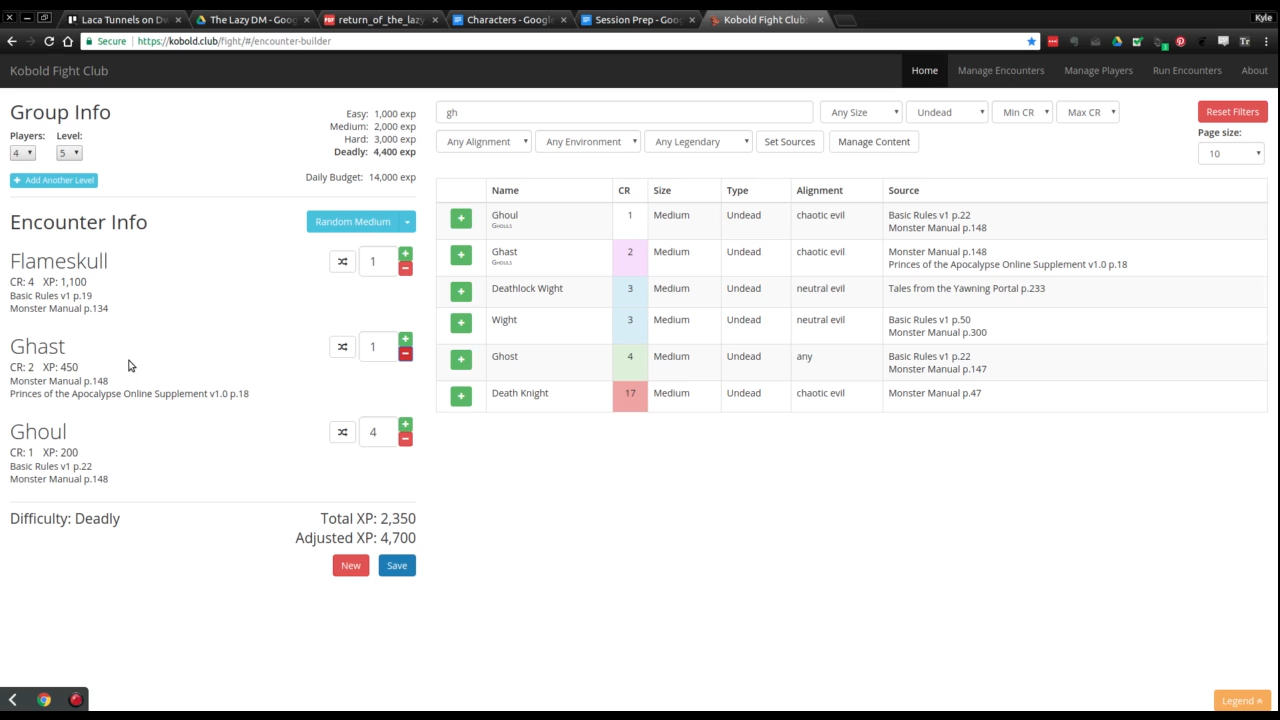 Kyle
Laca Tunnels on Dw
The Lazy DM - Goo
return_of_the_lazy
Characters - Google
Session Prep - Goog
Kobold Fight Club
Secure https://kobold.club/fight/#/encounter-builder
Kobold Fight Club
Home
Manage Encounters
Manage Players
Run Encounters
About
Group Info
Players: Level:
4 5
+ Add Another Level
Easy: 1,000 exp
Medium: 2,000 exp
Hard: 3,000 exp
Deadly: 4,400 exp
Daily Budget: 14,000 exp
Encounter Info
Random Medium
Flameskull
CR: 4 XP: 1,100
Basic Rules v1 p.19
Monster Manual p.134
1
Ghast
CR: 2 XP: 450
Monster Manual p.148
Princes of the Apocalypse Online Supplement v1.0 p.18
1
Ghoul
CR: 1 XP: 200
Basic Rules v1 p.22
Monster Manual p.148
4
Difficulty: Deadly
Total XP: 2,350
Adjusted XP: 4,700
New Save
gh
Any Size Undead Min CR Max CR
Reset Filters
Any Alignment Any Environment Any Legendary Set Sources Manage Content
Page size:
10
Name CR Size Type Alignment Source
Ghoul 1 Medium Undead chaotic evil Basic Rules v1 p.22
Ghouls Monster Manual p.148
Ghast 2 Medium Undead chaotic evil Monster Manual p.148
Ghouls Princes of the Apocalypse Online Supplement v1.0 p.18
Deathlock Wight 3 Medium Undead neutral evil Tales from the Yawning Portal p.233
Wight 3 Medium Undead neutral evil Basic Rules v1 p.50
Monster Manual p.300
Ghost 4 Medium Undead any Basic Rules v1 p.22
Monster Manual p.147
Death Knight 17 Medium Undead chaotic evil Monster Manual p.47
Legend